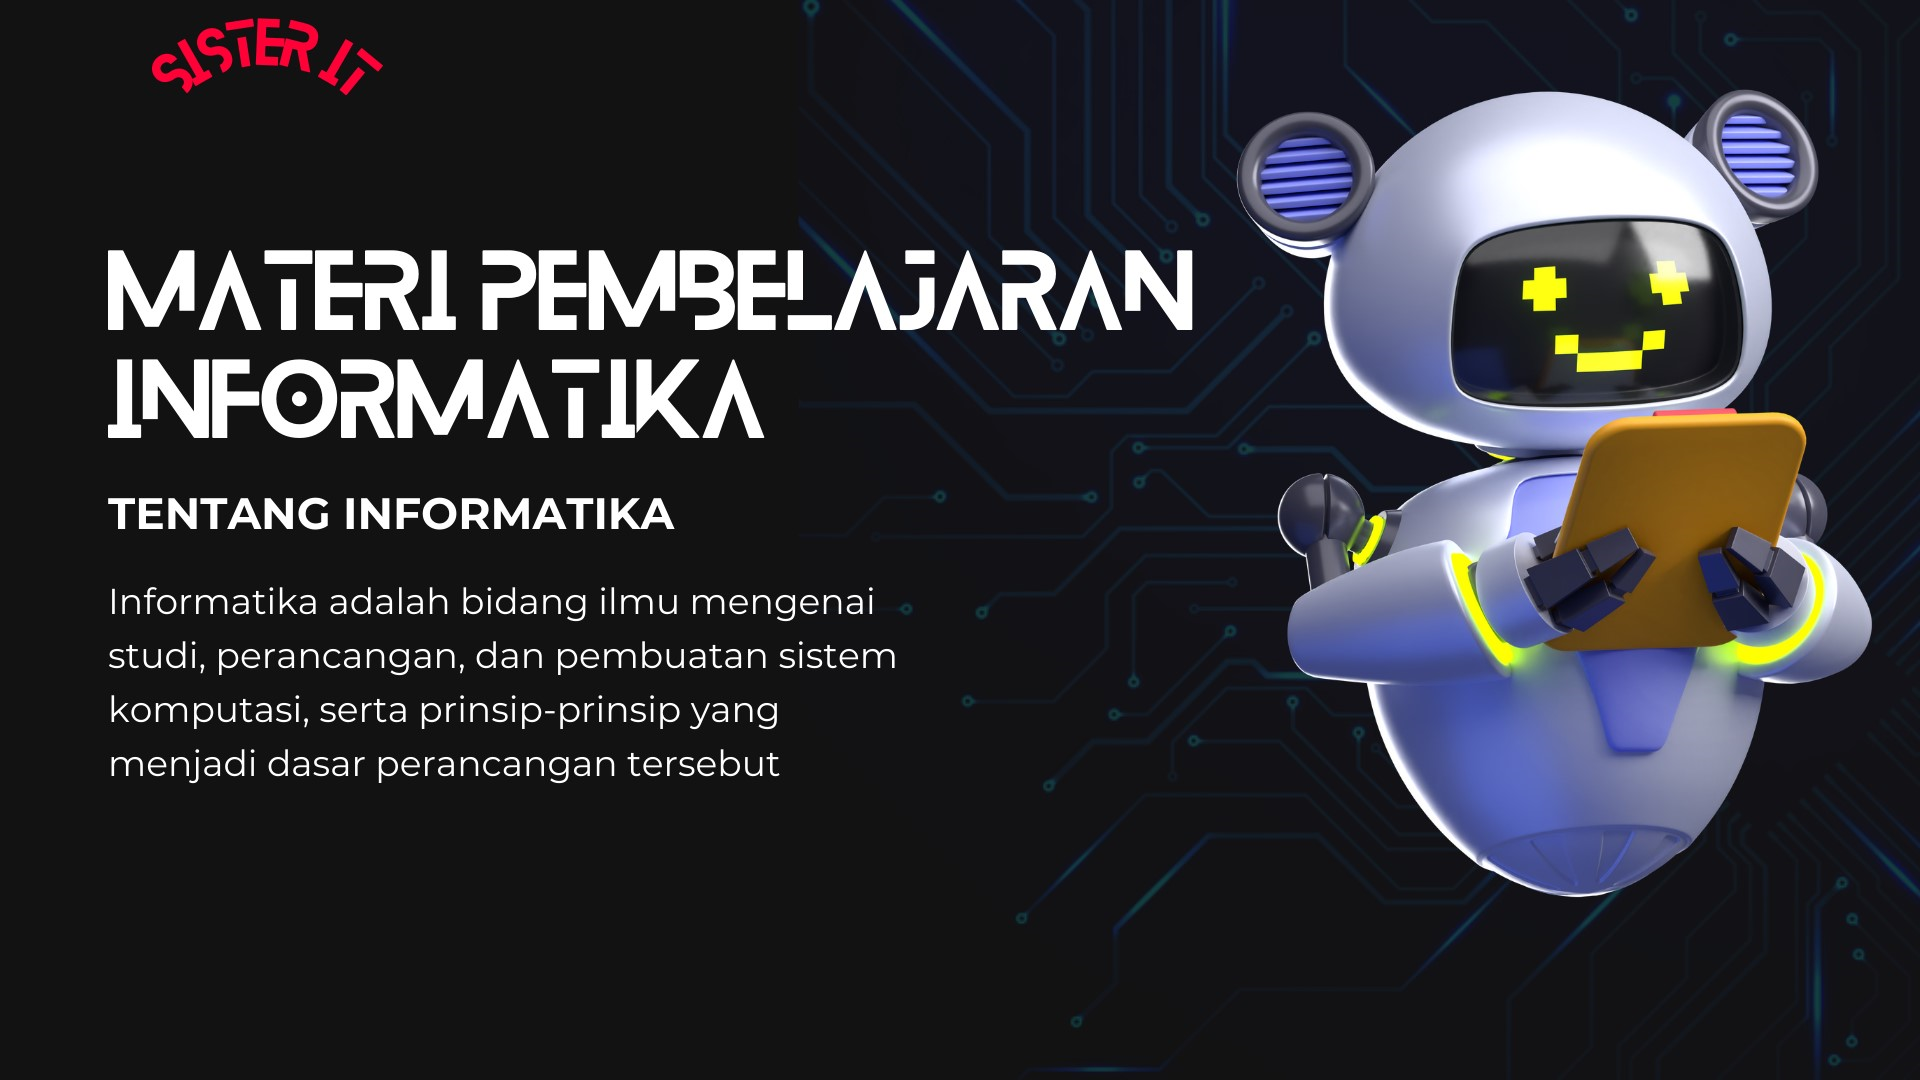 SISTER IT
MATERI PEMBELAJARAN
INFORMATIKA
TENTANG INFORMATIKA
Informatika adalah bidang ilmu mengenai
studi, perancangan, dan pembuatan sistem
komputasi, serta prinsip-prinsip yang
menjadi dasar perancangan tersebut